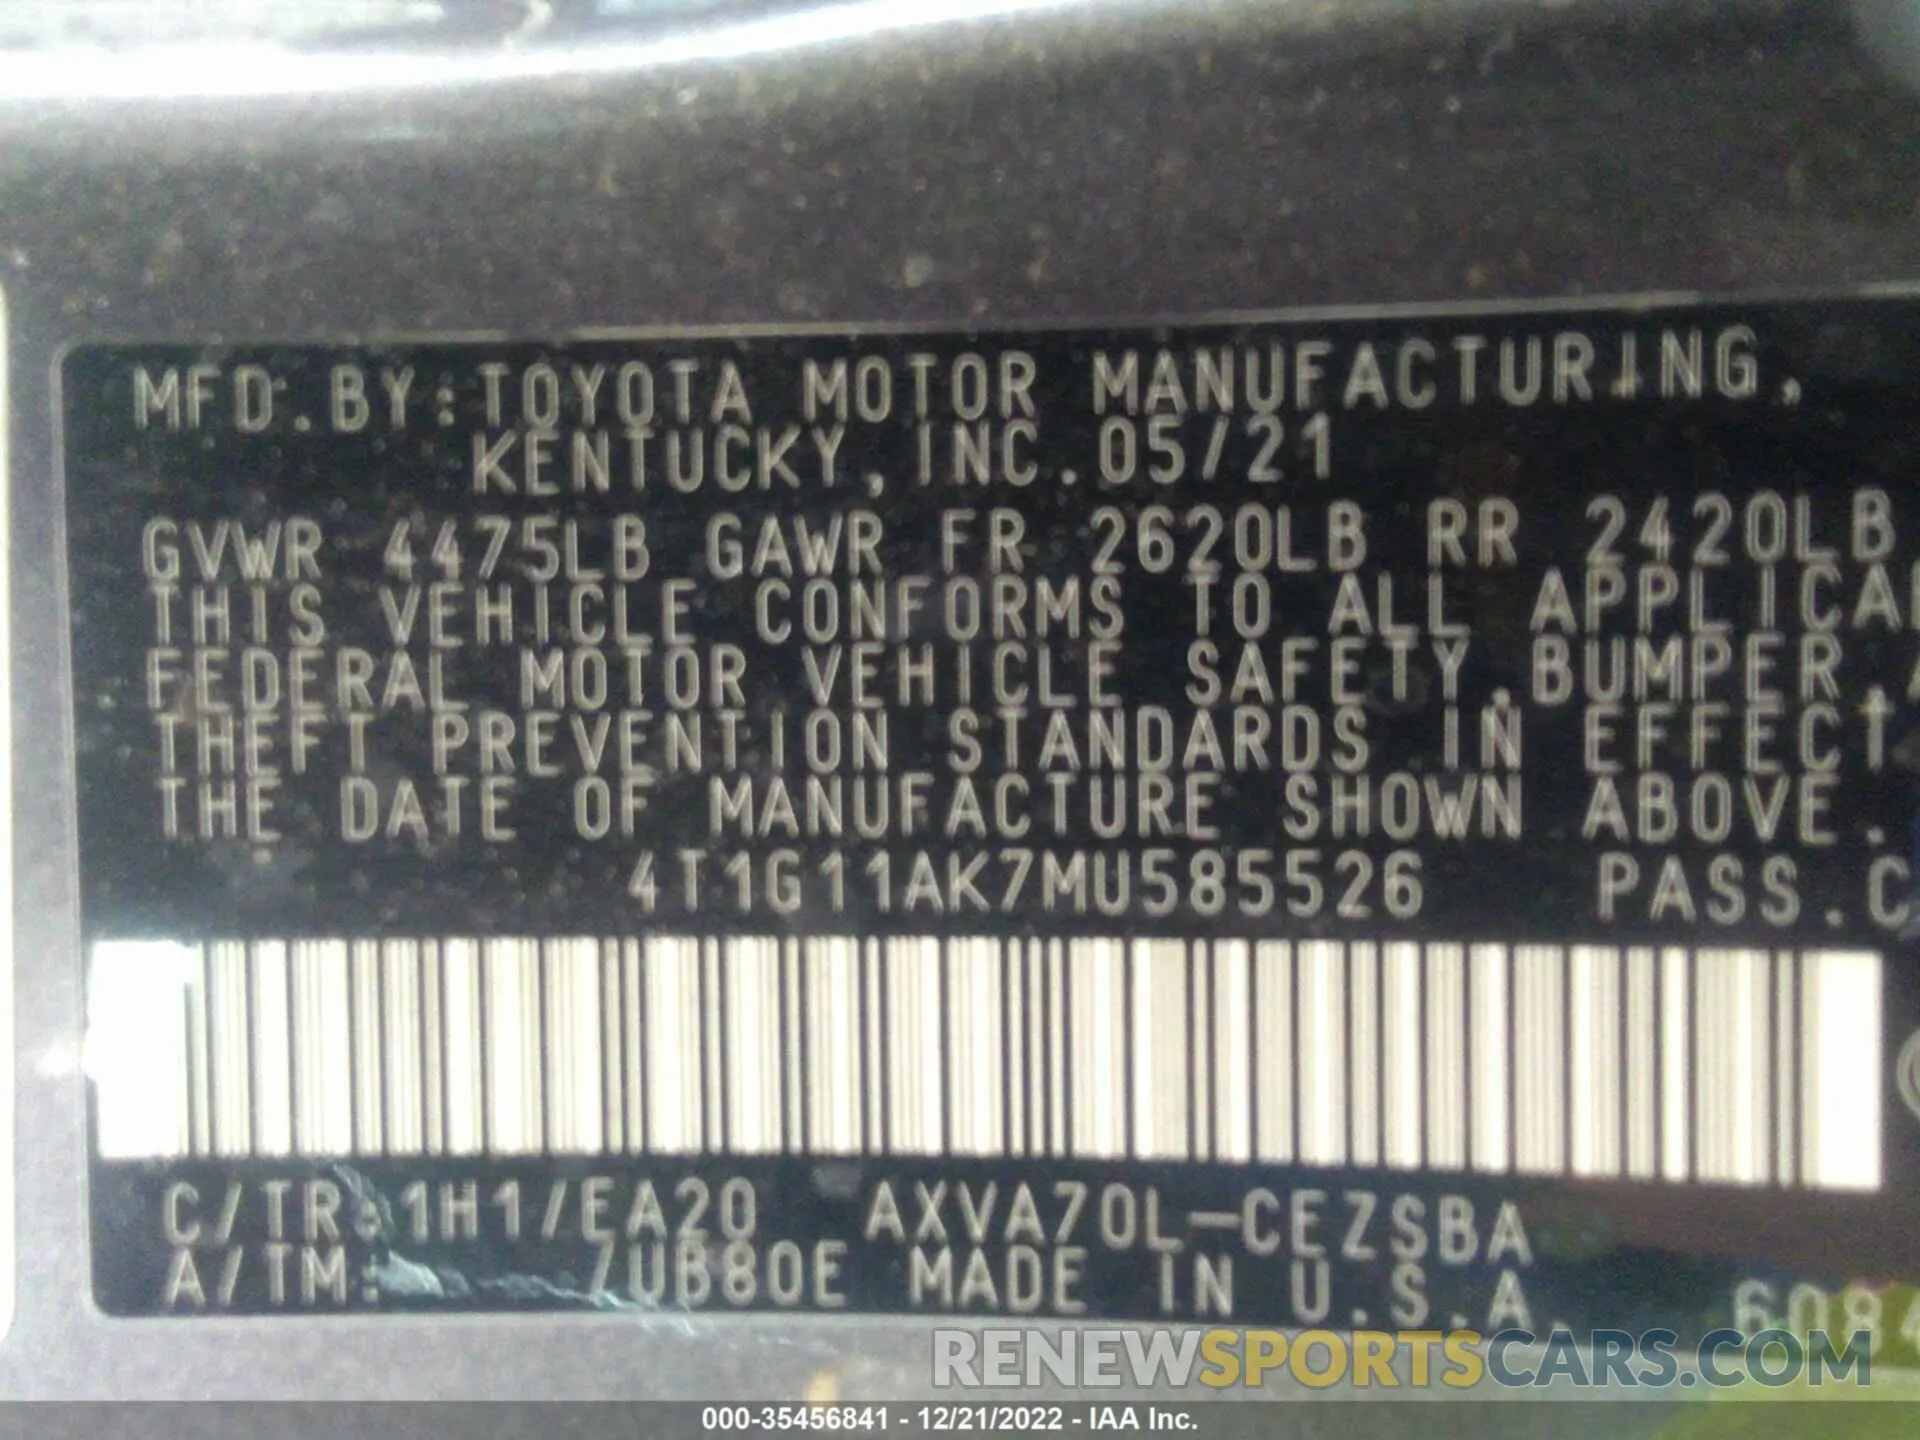 MFD.BY:TOYOTA MOTOR MANUFACTURING,
KENTUCKY, INC. 05/21
GVWR 4475LB GAWR FR 2620LB RR 2420LB
THIS VEHICLE CONFORMS TO ALL
FEDERAL MOTOR VEHICLE SAFETY,BUMPER,
THEFT PREVENTION STANDARDS IN EFFECT
THE DATE OF MANUFACTURE SHOWN ABOVE.
4T1G11AK7MU585526 PASS.
C/TR:1H1/EA20 AXVA70L-CEZSBA
A/TM: /UB80E MADE IN U.S.A.
RENEWSPORTSCARS.COM
000-35456841 - 12/21/2022 - IAA Inc.